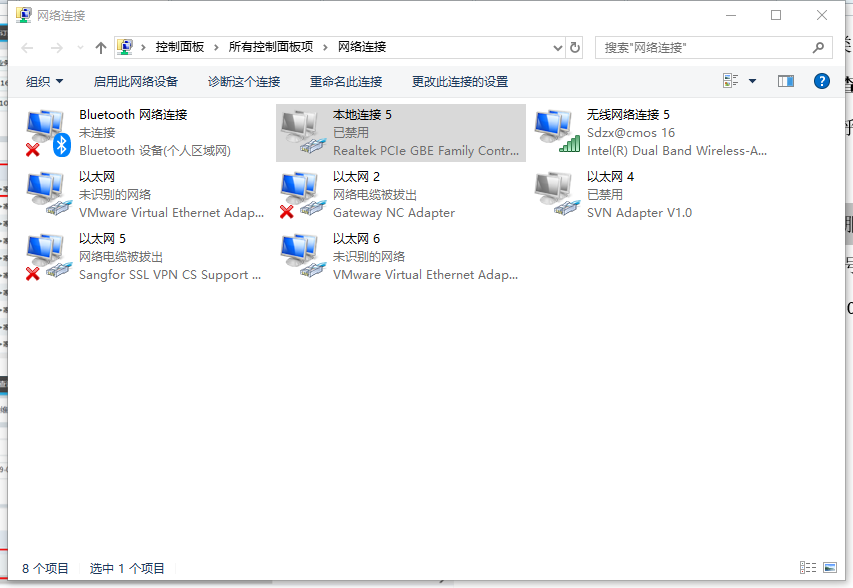 网络连接
控制面板 所有控制面板项 网络连接
搜索"网络连接"
组织 启用此网络设备 诊断这个连接 重命名此连接 更改此连接的设置
Bluetooth 网络连接
未连接
Bluetooth 设备(个人区域网)
本地连接 5
已禁用
Realtek PCIe GBE Family Contr...
无线网络连接 5
Sdzx@cmos 16
Intel(R) Dual Band Wireless-A...
以太网
未识别的网络
VMware Virtual Ethernet Adap...
以太网 2
网络电缆被拔出
Gateway NC Adapter
以太网 4
已禁用
SVN Adapter V1.0
以太网 5
网络电缆被拔出
Sangfor SSL VPN CS Support ...
以太网 6
未识别的网络
VMware Virtual Ethernet Adap...
8 个项目 选中 1 个项目